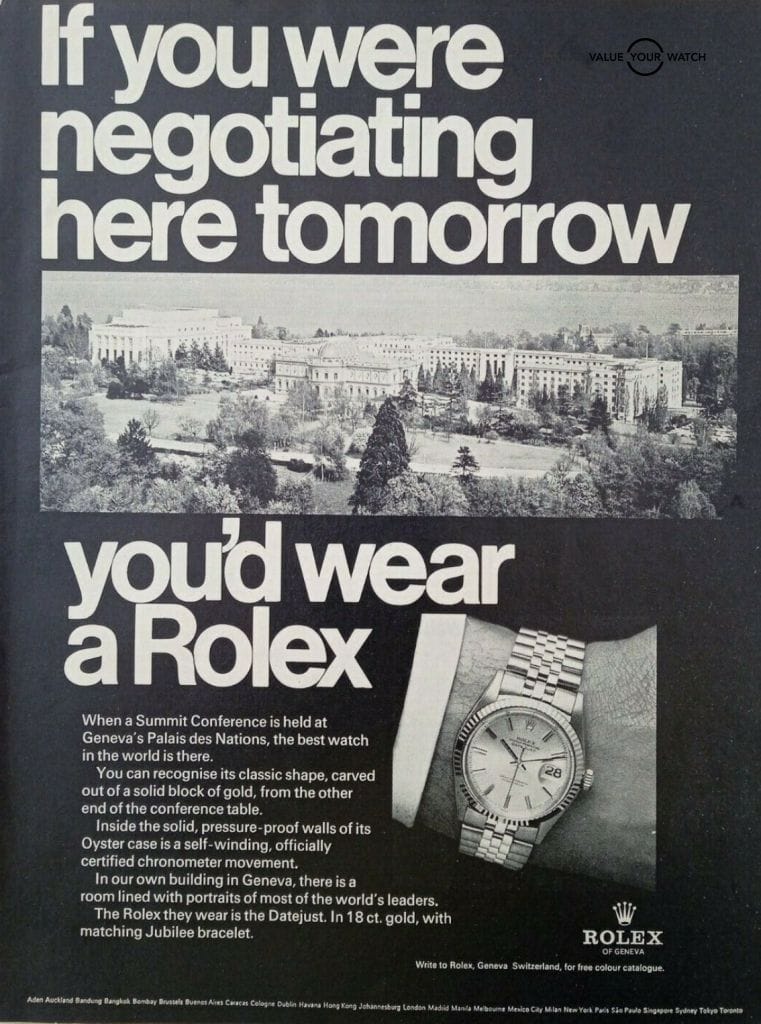 If you were
VALUE YOUR WATCH
negotiating
here tomorrow
you'd wear
a Rolex
When a Summit Conference is held at
Geneva's Palais des Nations, the best watch
in the world is there.
You can recognise its classic shape, carved
out of a solid block of gold, from the other
end of the conference table.
Inside the solid, pressure-proof walls of its
Oyster case is a self-winding, officially
certified chronometer movement.
In our own building in Geneva, there is a
room lined with portraits of most of the world's leaders.
The Rolex they wear is the Datejust. In 18 ct. gold, with
matching Jubilee bracelet.
ROLEX
28
ROLEX
OF GENEVA
Write to Rolex, Geneva Switzerland, for free colour catalogue.
Aden Auckland Bandung Bangkok Bombay Brussels Buenos Aires Caracas Cologne Dublin Havana Hong Kong Johannesburg London Madrid Manila Melbourne Mexico City Milan New York Paris São Paulo Singapore Sydney Tokyo Toronto